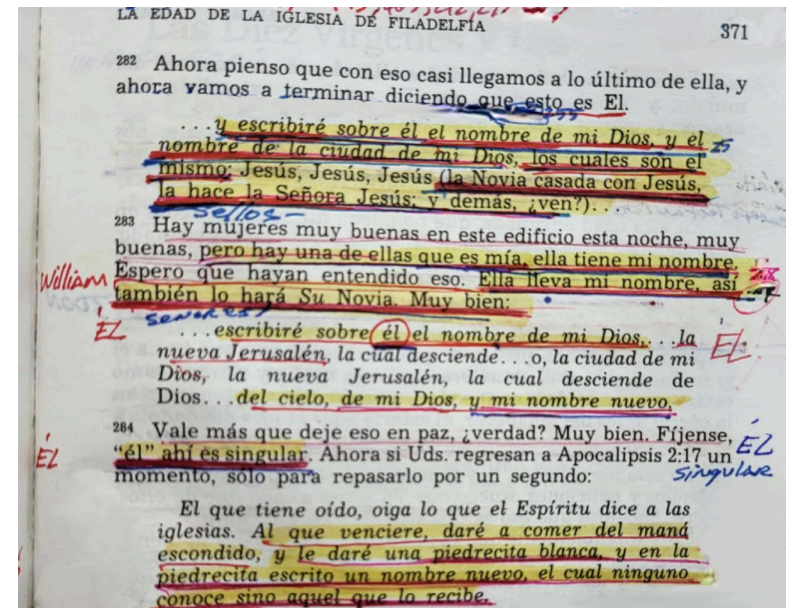 LA EDAD DE LA IGLESIA DE FILADELFIA 371
282 Ahora pienso que con eso casi llegamos a lo último de ella, y
ahora vamos a terminar diciendo que esto es El.
. . . y escribiré sobre él el nombre de mi Dios, y el
nombre de la ciudad de mi Dios, los cuales son el
mismo: Jesús, Jesús, Jesús (la Novia casada con Jesús,
la hace la Señora Jesús; y demás, ¿ven?). . .
Sellos-
283 Hay mujeres muy buenas en este edificio esta noche, muy
buenas, pero hay una de ellas que es mía, ella tiene mi nombre.
William Espero que hayan entendido eso. Ella lleva mi nombre, así
también lo hará Su Novia. Muy bien:
ÉL señores
. . . escribiré sobre él el nombre de mi Dios,. . .la EL
nueva Jerusalén, la cual desciende. . .o, la ciudad de mi
Dios, la nueva Jerusalén, la cual desciende de
Dios. . .del cielo, de mi Dios, y mi nombre nuevo.
284 Vale más que deje eso en paz, ¿verdad? Muy bien. Fíjense, ÉL
ÉL "él" ahí es singular. Ahora si Uds. regresan a Apocalipsis 2:17 un singular
momento, sólo para repasarlo por un segundo:
El que tiene oído, oiga lo que el Espíritu dice a las
iglesias. Al que venciere, daré a comer del maná
escondido, y le daré una piedrecita blanca, y en la
piedrecita escrito un nombre nuevo, el cual ninguno
conoce sino aquel que lo recibe.